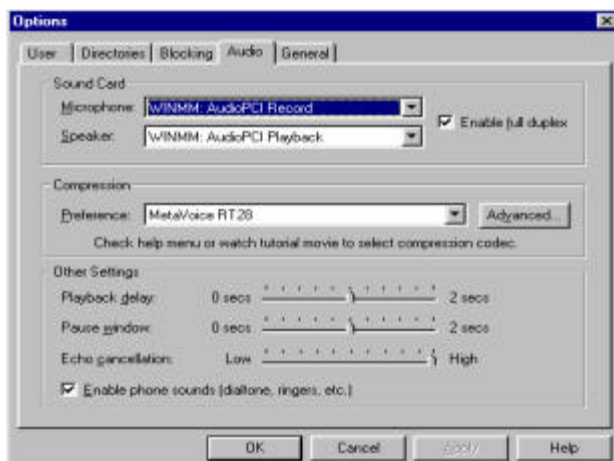 Options
User Directories Blocking Audio General
Sound Card
Microphone: WINMM: AudioPCI Record
Enable full duplex
Speaker: WINMM: AudioPCI Playback
Compression
Preference: MetaVoice RT28 Advanced...
Check help menu or watch tutorial movie to select compression codec.
Other Settings
Playback delay: 0 secs 2 secs
Pause window: 0 secs 2 secs
Echo cancellation: Low High
Enable phone sounds (dialtone, ringers, etc.)
OK Cancel Apply Help